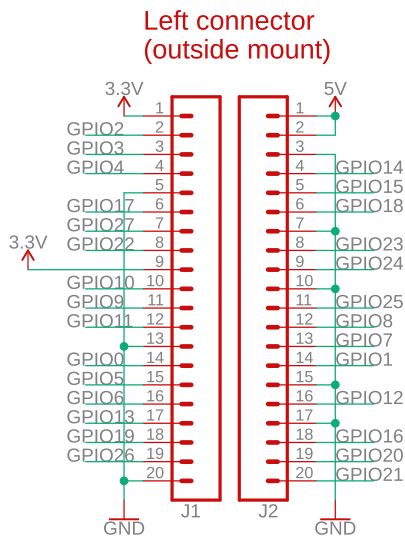 Left connector
(outside mount)
3.3V 5V
1 1
GPIO2 2 2
GPIO3 3 3
GPIO4 4 4 GPIO14
5 5 GPIO15
GPIO17 6 6 GPIO18
GPIO27 7 7
GPIO22 8 8 GPIO23
3.3V 9 9 GPIO24
GPIO10 10 10
GPIO9 11 11 GPIO25
GPIO11 12 12 GPIO8
13 13 GPIO7
GPIO0 14 14 GPIO1
GPIO5 15 15
GPIO6 16 16 GPIO12
GPIO13 17 17
GPIO19 18 18 GPIO16
GPIO26 19 19 GPIO20
20 20 GPIO21
J1 J2
GND GND